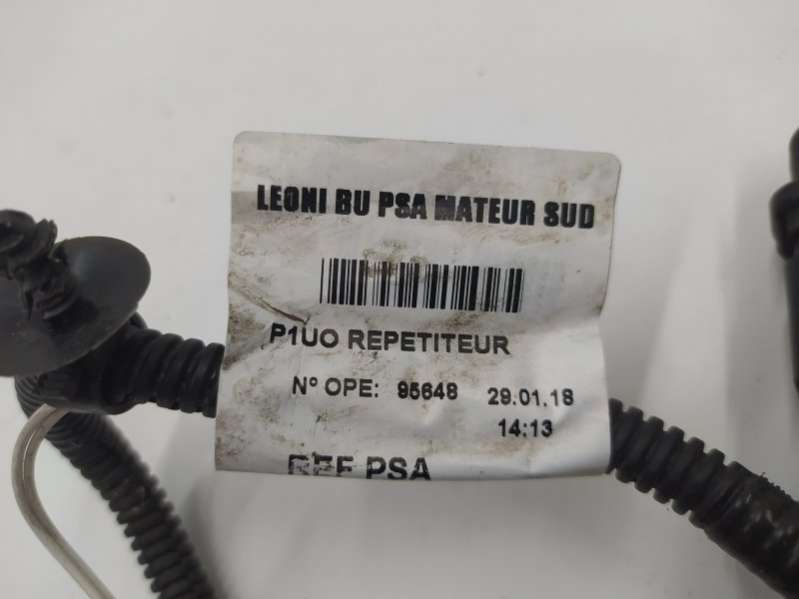 LEONI BU PSA MATEUR SUD
P1UO REPETITEUR
N° OPE: 95648 29.01.18
14:13
REF PSA